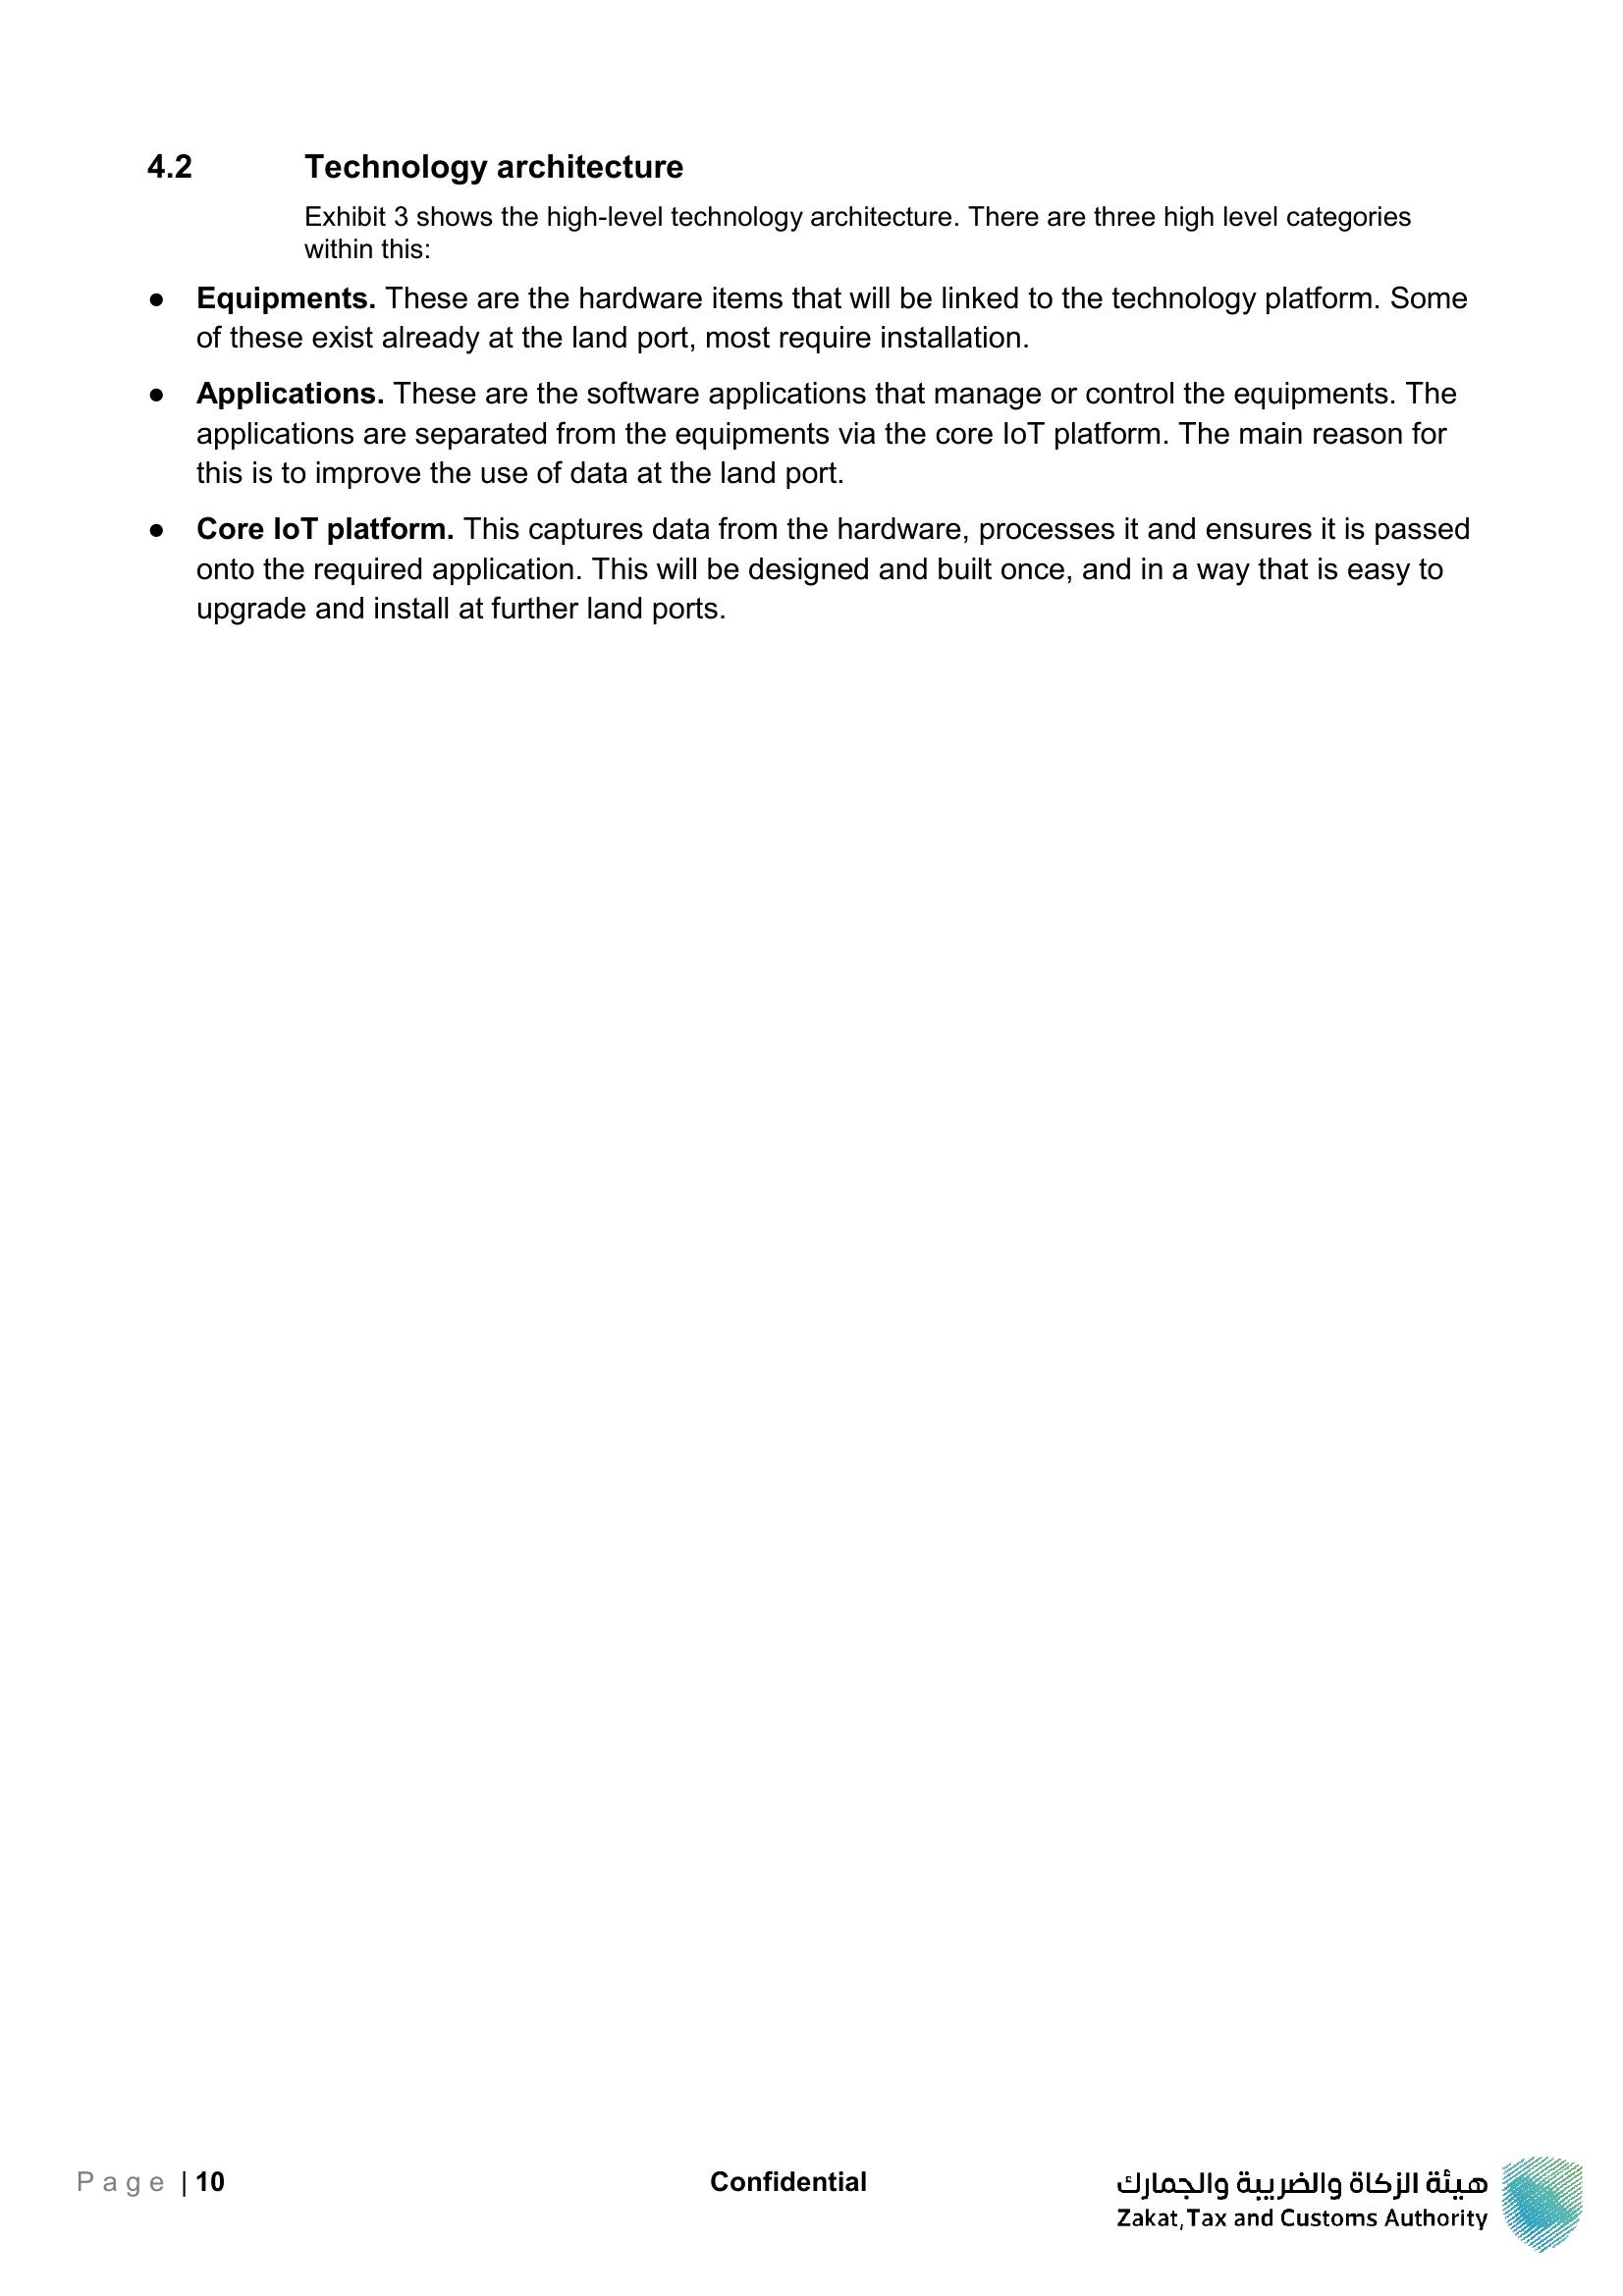 4.2 Technology architecture
Exhibit 3 shows the high-level technology architecture. There are three high level categories
within this:
● Equipments. These are the hardware items that will be linked to the technology platform. Some
of these exist already at the land port, most require installation.
● Applications. These are the software applications that manage or control the equipments. The
applications are separated from the equipments via the core IoT platform. The main reason for
this is to improve the use of data at the land port.
● Core IoT platform. This captures data from the hardware, processes it and ensures it is passed
onto the required application. This will be designed and built once, and in a way that is easy to
upgrade and install at further land ports.
Page | 10
Confidential
هيئة الزكاة والضريبة والجمارك
Zakat, Tax and Customs Authority